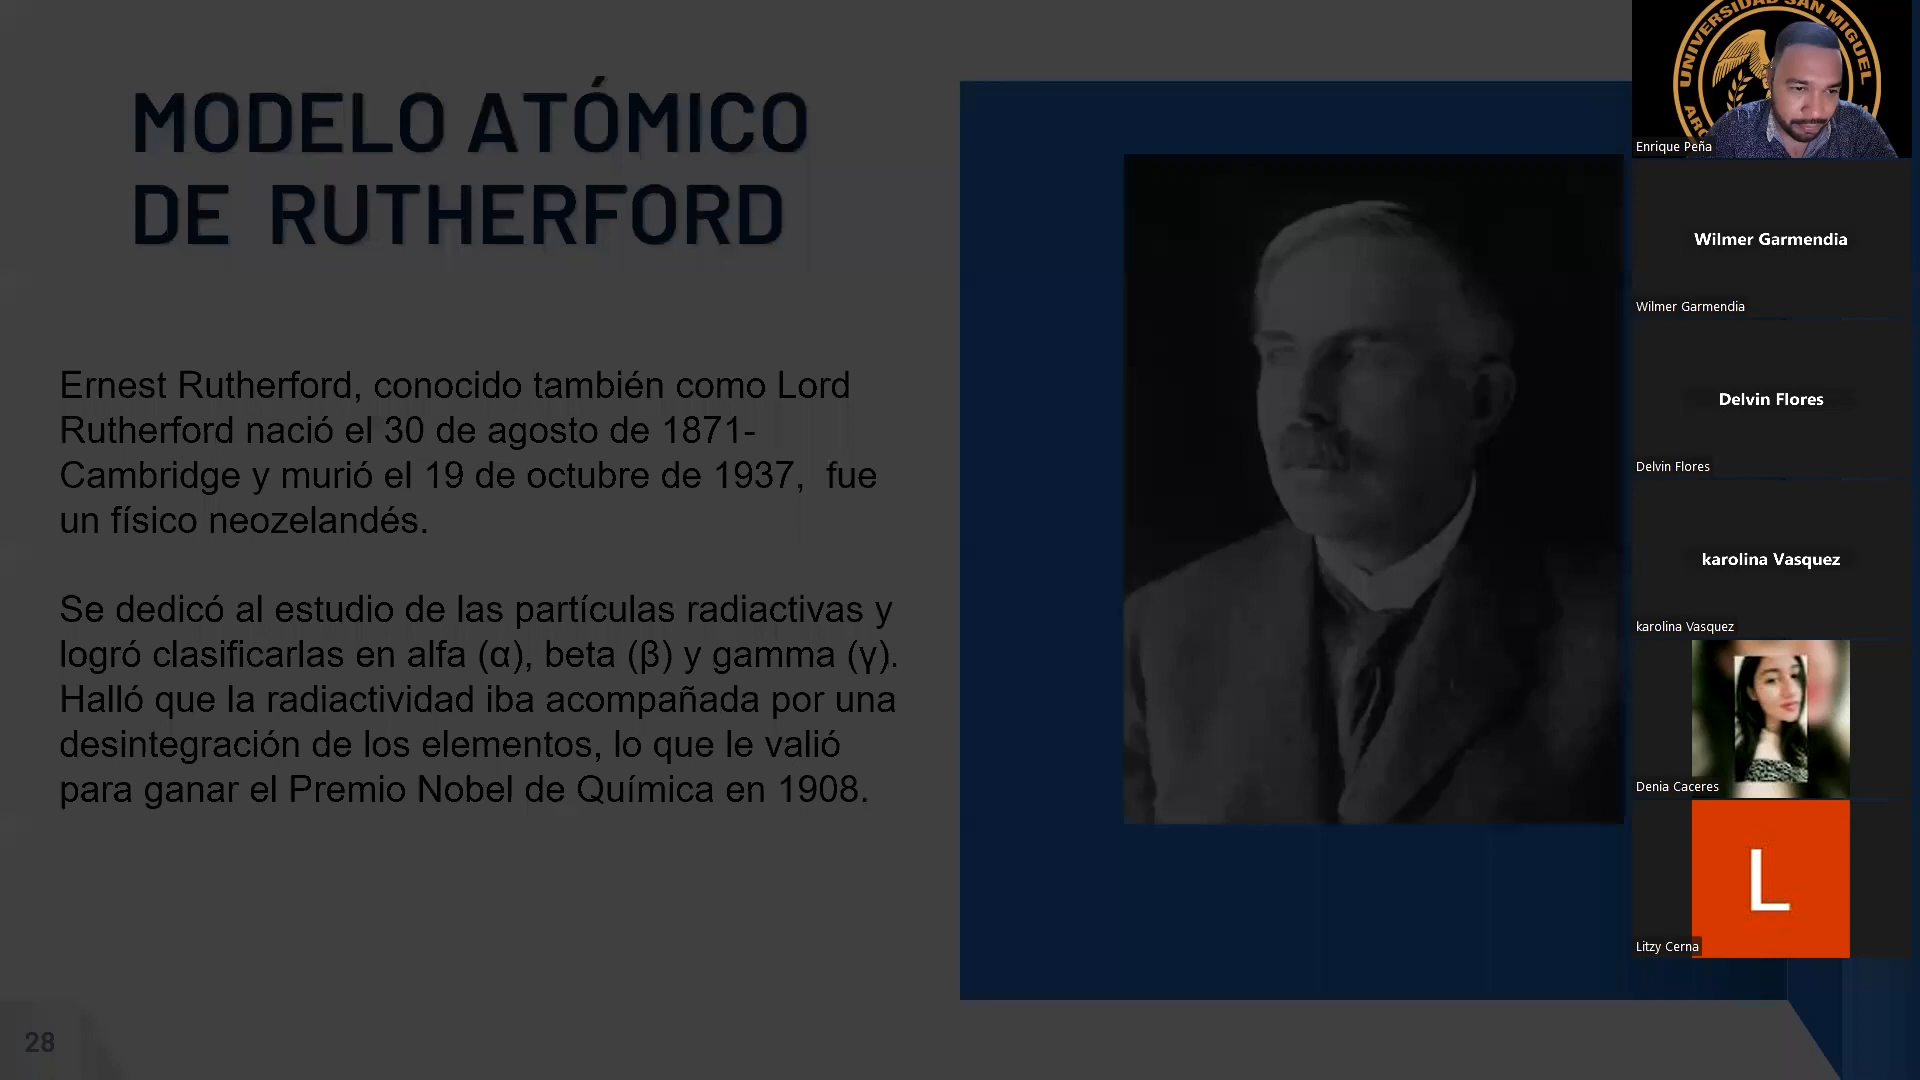 MODELO ATÓMICO
DE RUTHERFORD
Ernest Rutherford, conocido también como Lord
Rutherford nació el 30 de agosto de 1871-
Cambridge y murió el 19 de octubre de 1937, fue
un físico neozelandés.
Se dedicó al estudio de las partículas radiactivas y
logró clasificarlas en alfa (α), beta (β) y gamma (γ).
Halló que la radiactividad iba acompañada por una
desintegración de los elementos, lo que le valió
para ganar el Premio Nobel de Química en 1908.
28
UNIVERSIDAD SAN MIGUEL
Enrique Peña
Wilmer Garmendia
Wilmer Garmendia
Delvin Flores
Delvin Flores
karolina Vasquez
karolina Vasquez
Denia Caceres
L
Litzy Cerna